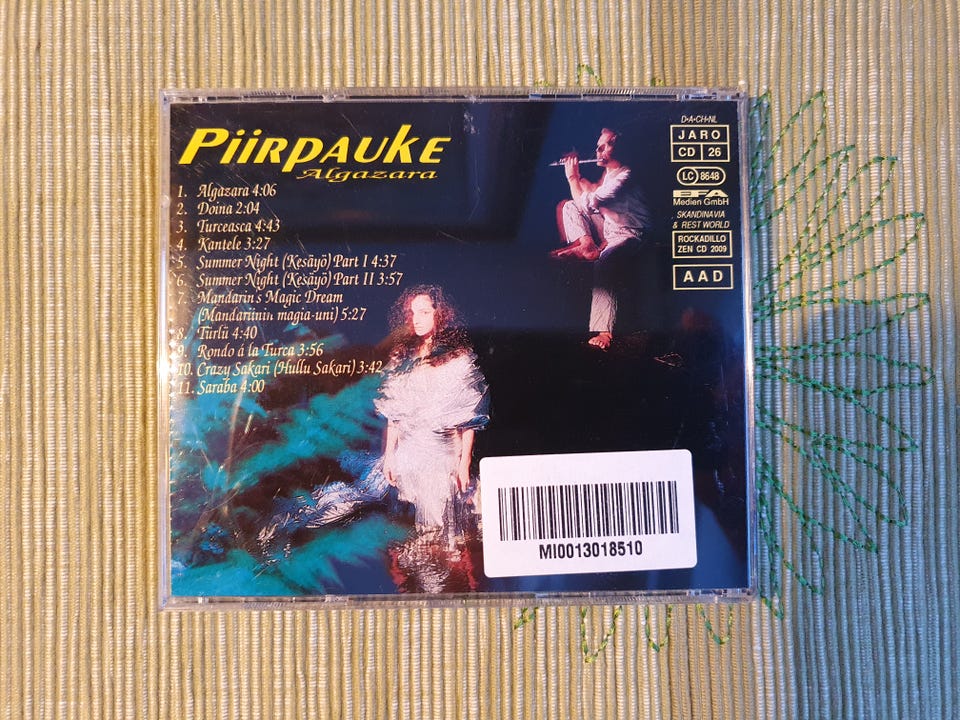 Piirpauke
Algazara
1. Algazara 4:06
2. Doina 2:04
3. Turceasca 4:43
4. Kantele 3:27
5. Summer Night (Kesäyö) Part I 4:37
6. Summer Night (Kesäyö) Part II 3:57
7. Mandarin's Magic Dream
(Mandariinin magia-uni) 5:27
8. Türlü 4:40
9. Rondo á la Turca 3:56
10. Crazy Sakari (Hullu Sakari) 3:42
11. Saraba 4:00
D•A•CH•NL
JARO
CD 26
LC 8648
EFA
Medien GmbH
SKANDINAVIA
& REST WORLD
ROCKADILLO
ZEN CD 2009
AAD
MI0013018510